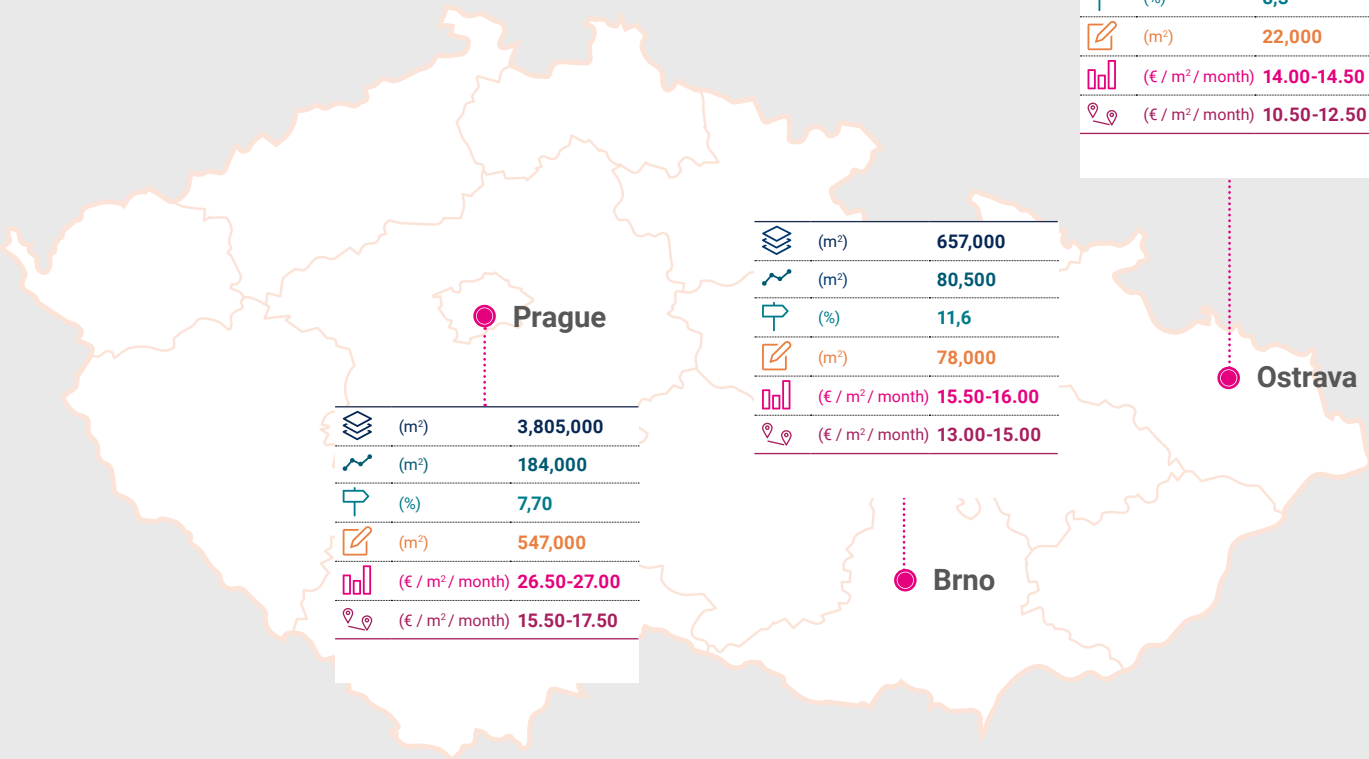 22,000
(m²)
(€ / m² / month) 14.00-14.50
(€ / m² / month) 10.50-12.50
(m²) 657,000
(m²) 80,500
(%) 11,6
(m²) 78,000
(€ / m² / month) 15.50-16.00
(€ / m² / month) 13.00-15.00
Prague
Ostrava
(m²) 3,805,000
(m²) 184,000
(%) 7,70
(m²) 547,000
(€ / m² / month) 26.50-27.00
(€ / m² / month) 15.50-17.50
Brno